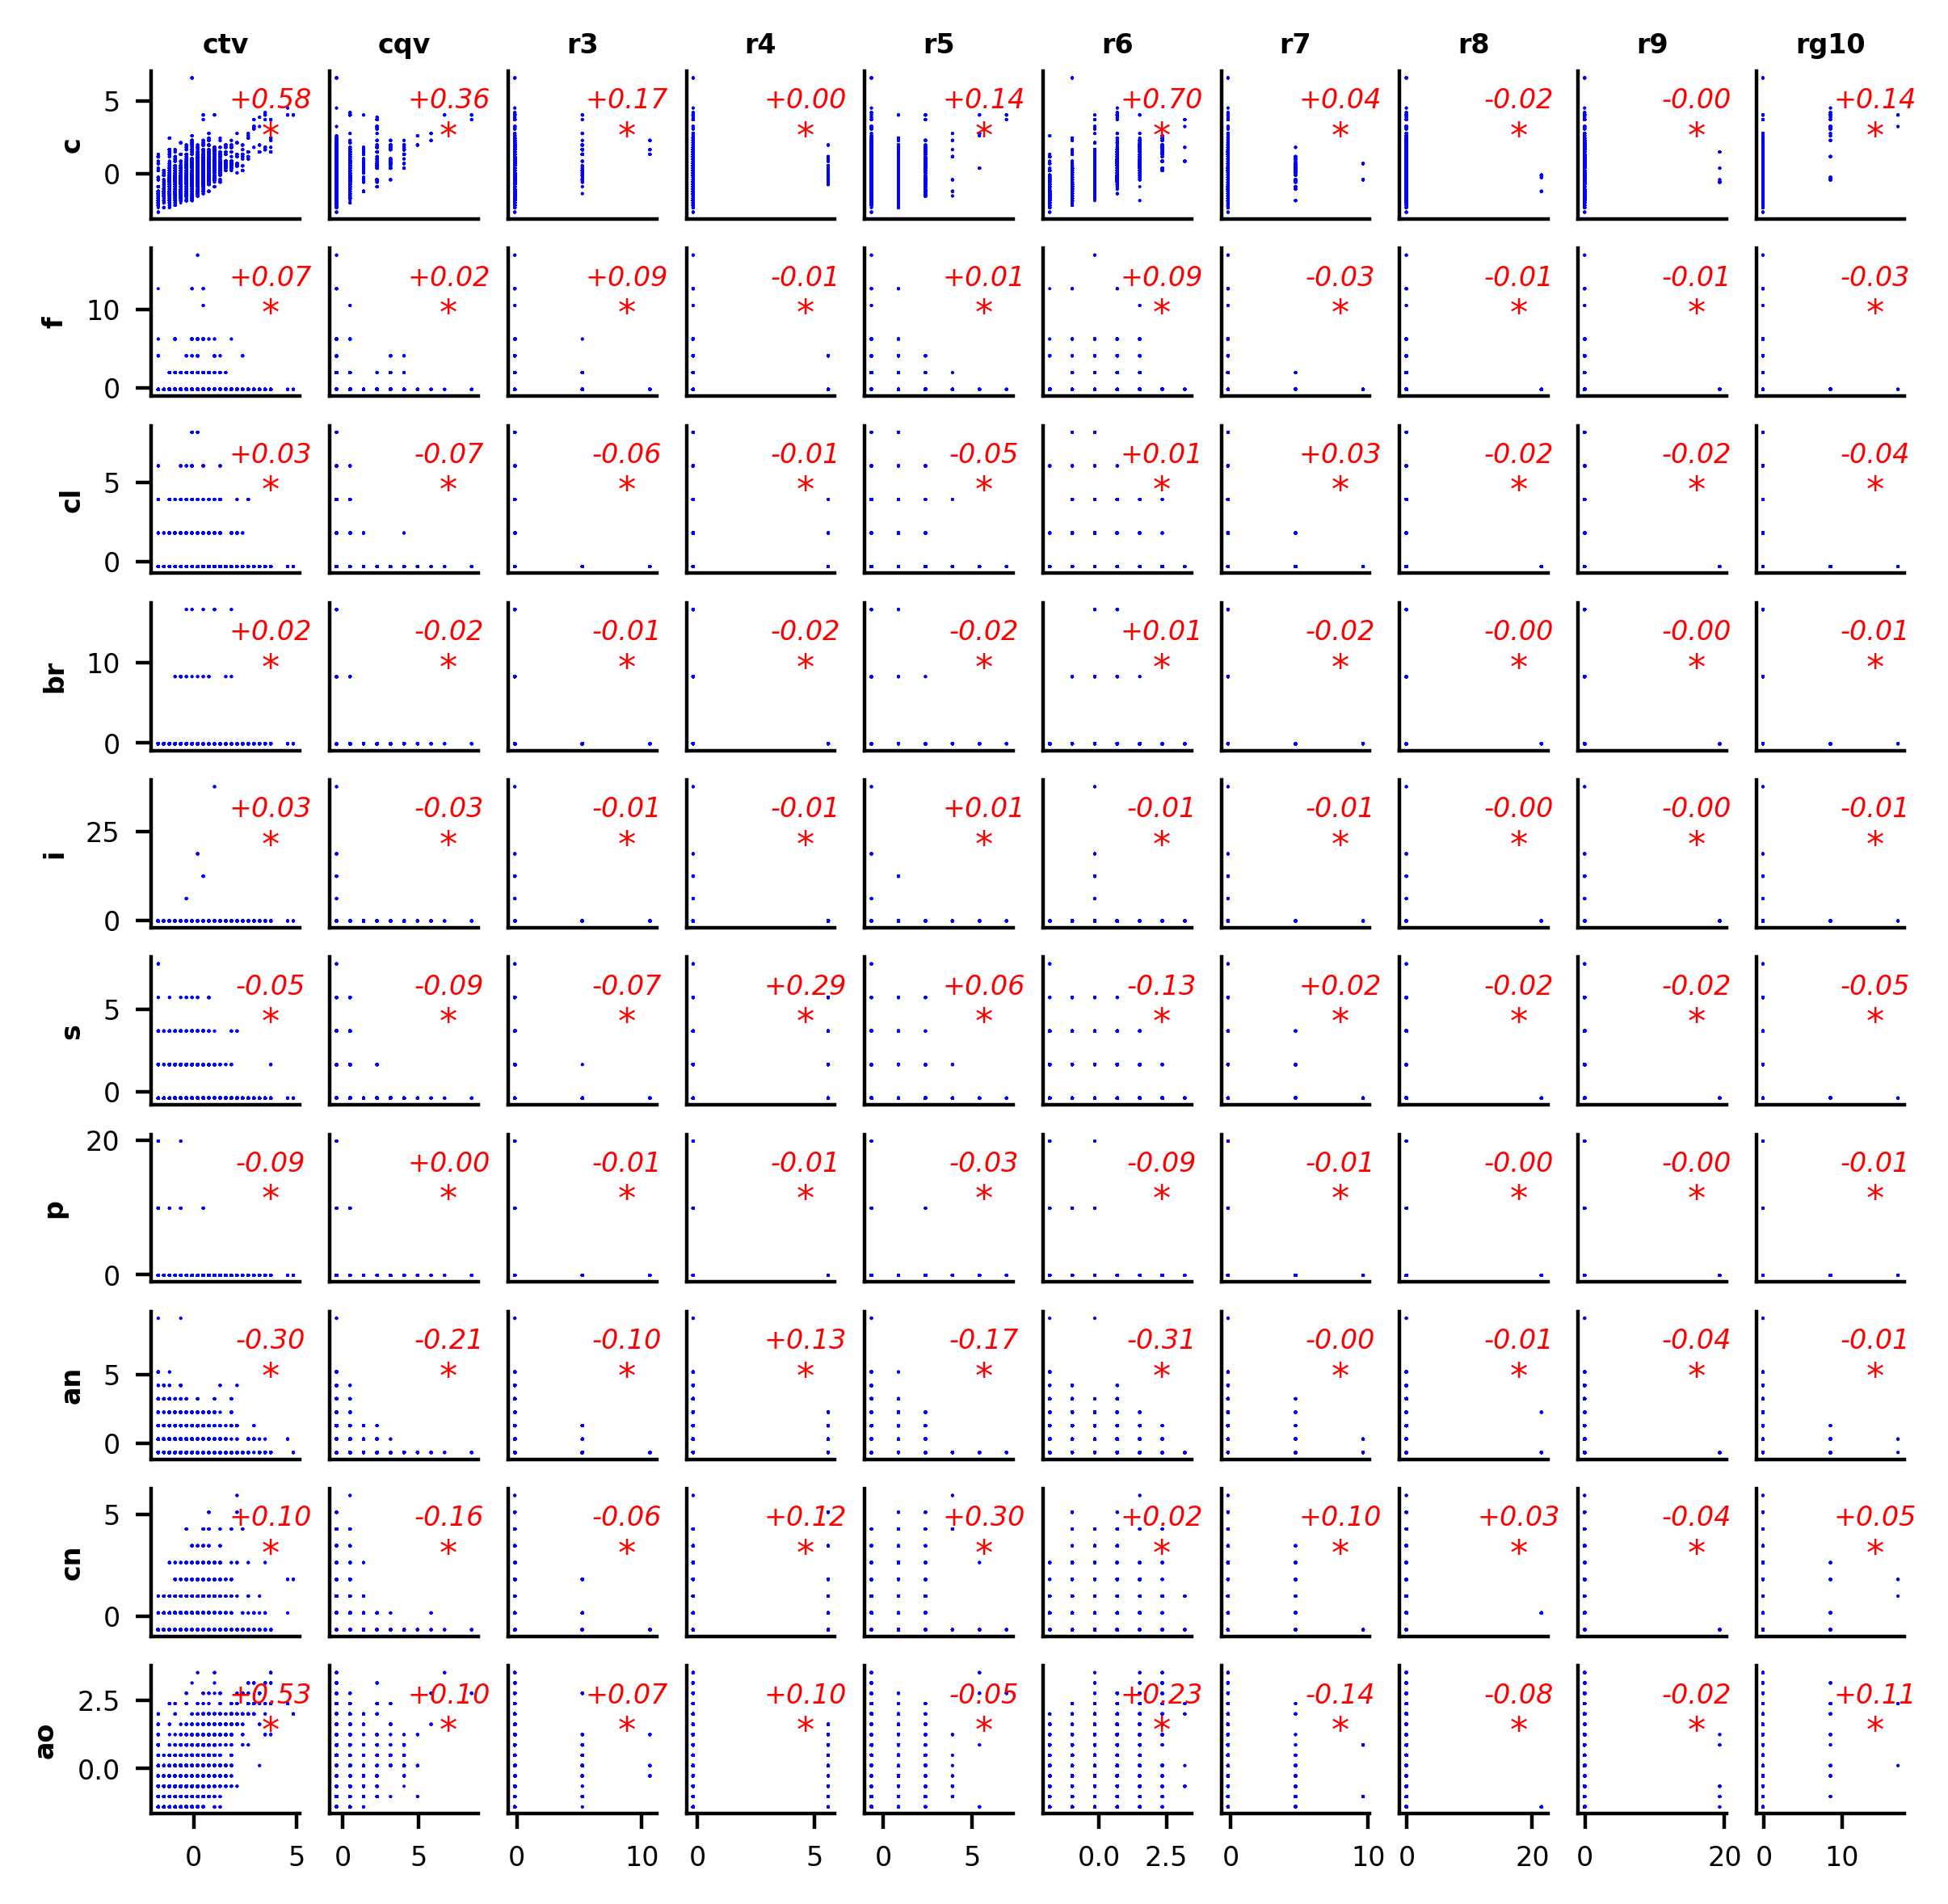 ctv cqv r3 r4 r5 r6 r7 r8 r9 rg10
c 5 0 +0.58 +0.36 +0.17 +0.00 +0.14 +0.70 +0.04 -0.02 -0.00 +0.14
* * * * * * * * * *
f 10 0 +0.07 +0.02 +0.09 -0.01 +0.01 +0.09 -0.03 -0.01 -0.01 -0.03
* * * * * * * * * *
cl 5 0 +0.03 -0.07 -0.06 -0.01 -0.05 +0.01 +0.03 -0.02 -0.02 -0.04
* * * * * * * * * *
br 10 0 +0.02 -0.02 -0.01 -0.02 -0.02 +0.01 -0.02 -0.00 -0.00 -0.01
* * * * * * * * * *
i 25 0 +0.03 -0.03 -0.01 -0.01 +0.01 -0.01 -0.01 -0.00 -0.00 -0.01
* * * * * * * * * *
s 5 0 -0.05 -0.09 -0.07 +0.29 +0.06 -0.13 +0.02 -0.02 -0.02 -0.05
* * * * * * * * * *
p 20 0 -0.09 +0.00 -0.01 -0.01 -0.03 -0.09 -0.01 -0.00 -0.00 -0.01
* * * * * * * * * *
an 5 0 -0.30 -0.21 -0.10 +0.13 -0.17 -0.31 -0.00 -0.01 -0.04 -0.01
* * * * * * * * * *
cn 5 0 +0.10 -0.16 -0.06 +0.12 +0.30 +0.02 +0.10 +0.03 -0.04 +0.05
* * * * * * * * * *
ao 2.5 0.0 +0.53 +0.10 +0.07 +0.10 -0.05 +0.23 -0.14 -0.08 -0.02 +0.11
* * * * * * * * * *
0 5 0 5 0 10 0 5 0 5 0.0 2.5 0 10 0 20 0 20 0 10